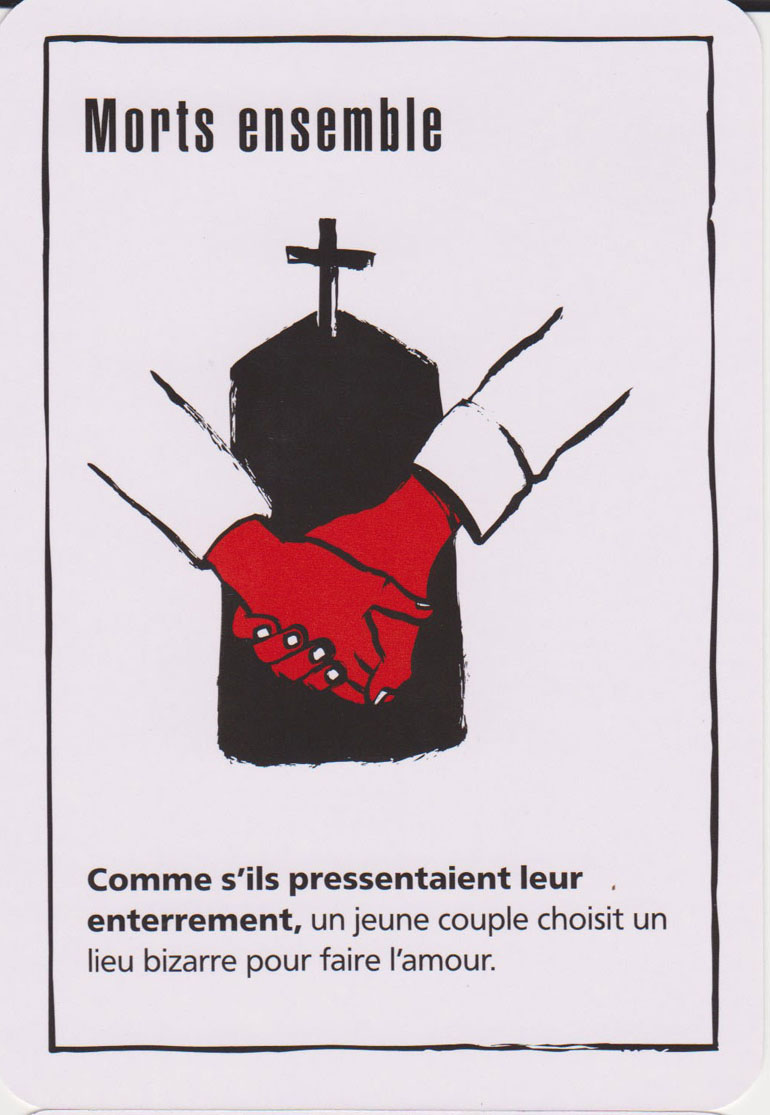 Morts ensemble
Comme s'ils pressentaient leur
enterrement, un jeune couple choisit un
lieu bizarre pour faire l'amour.